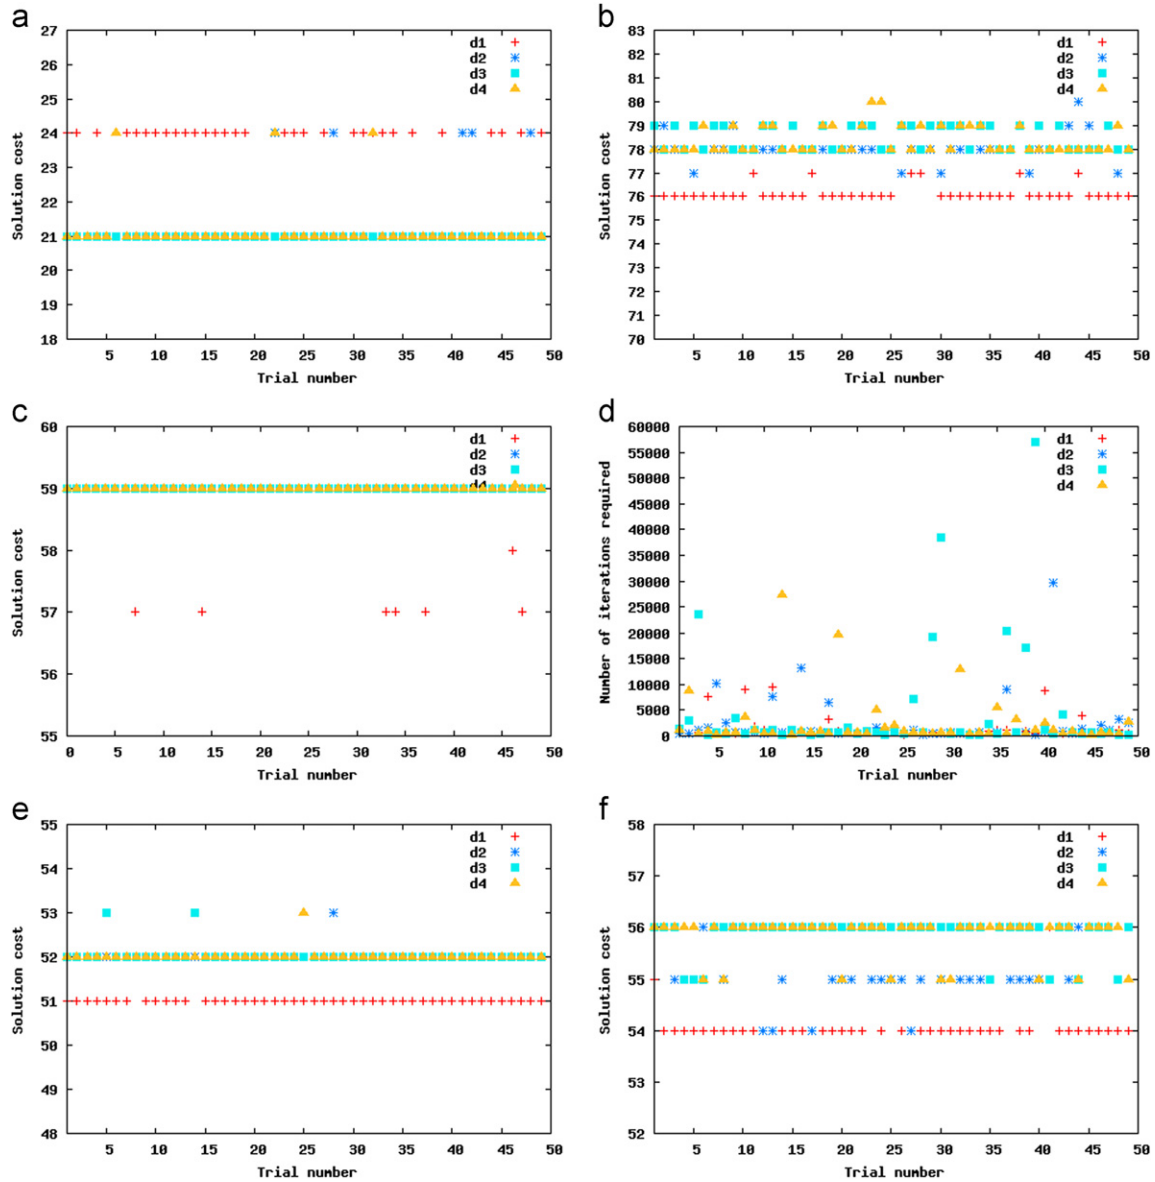 a
27
26
25
24
23
22
21
20
19
18
Solution cost
d1
d2
d3
d4
5 10 15 20 25 30 35 40 45 50
Trial number
b
83
82
81
80
79
78
77
76
75
74
73
72
71
70
Solution cost
d1
d2
d3
d4
5 10 15 20 25 30 35 40 45 50
Trial number
c
60
59
58
57
56
55
Solution cost
d1
d2
d3
d4
0 5 10 15 20 25 30 35 40 45 50
Trial number
d
60000
55000
50000
45000
40000
35000
30000
25000
20000
15000
10000
5000
0
Number of iterations required
d1
d2
d3
d4
5 10 15 20 25 30 35 40 45 50
Trial number
e
55
54
53
52
51
50
49
48
Solution cost
d1
d2
d3
d4
5 10 15 20 25 30 35 40 45 50
Trial number
f
58
57
56
55
54
53
52
Solution cost
d1
d2
d3
d4
5 10 15 20 25 30 35 40 45 50
Trial number